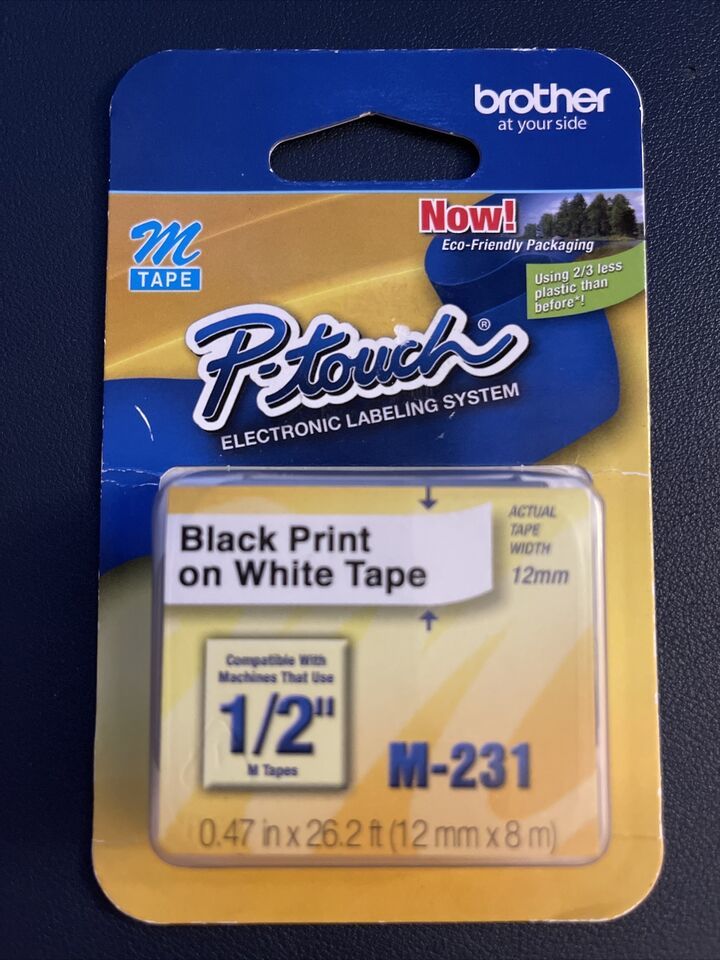 brother
at your side
M
TAPE
Now!
Eco-Friendly Packaging
Using 2/3 less
plastic than
before*!
P-touch®
ELECTRONIC LABELING SYSTEM
Black Print
on White Tape
ACTUAL
TAPE
WIDTH
12mm
Compatible With
Machines That Use
1/2"
M Tapes
M-231
0.47 in x 26.2 ft (12 mm x 8 m)